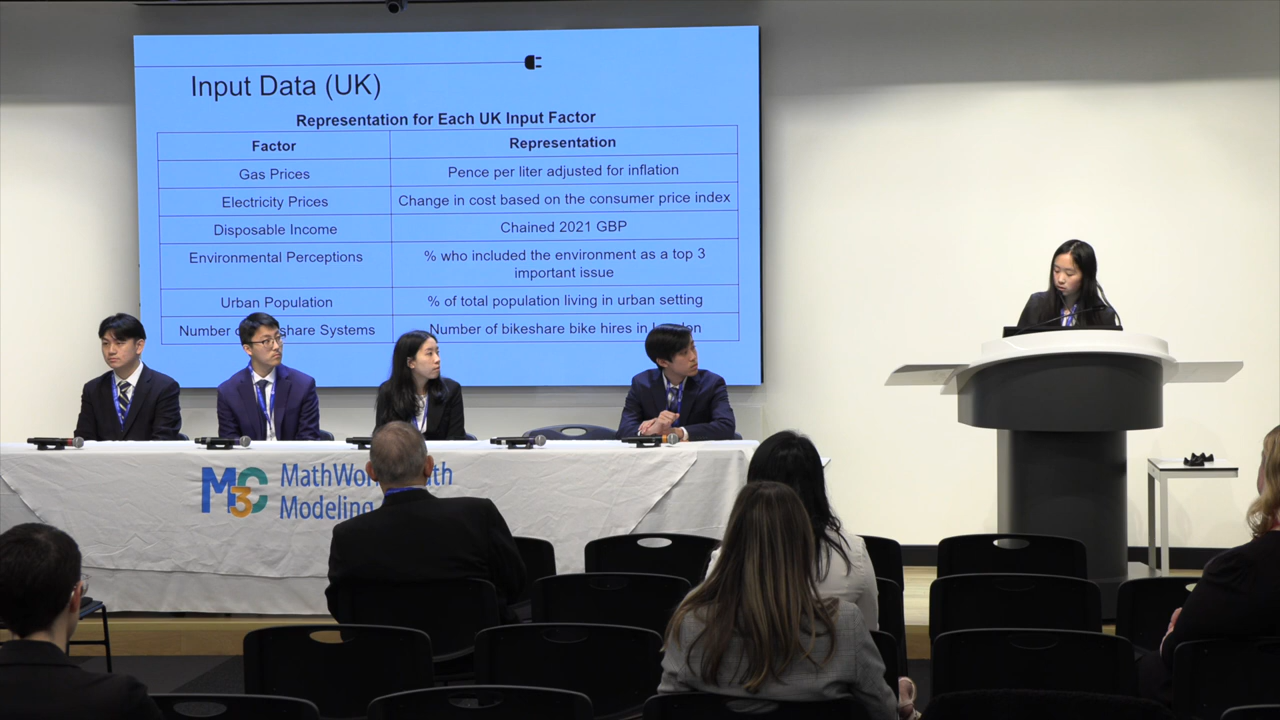 Input Data (UK)
Representation for Each UK Input Factor
Factor Representation
Gas Prices Pence per liter adjusted for inflation
Electricity Prices Change in cost based on the consumer price index
Disposable Income Chained 2021 GBP
Environmental Perceptions % who included the environment as a top 3
important issue
Urban Population % of total population living in urban setting
Number Systems Number of bikeshare bike hires in
M3C
Modeling